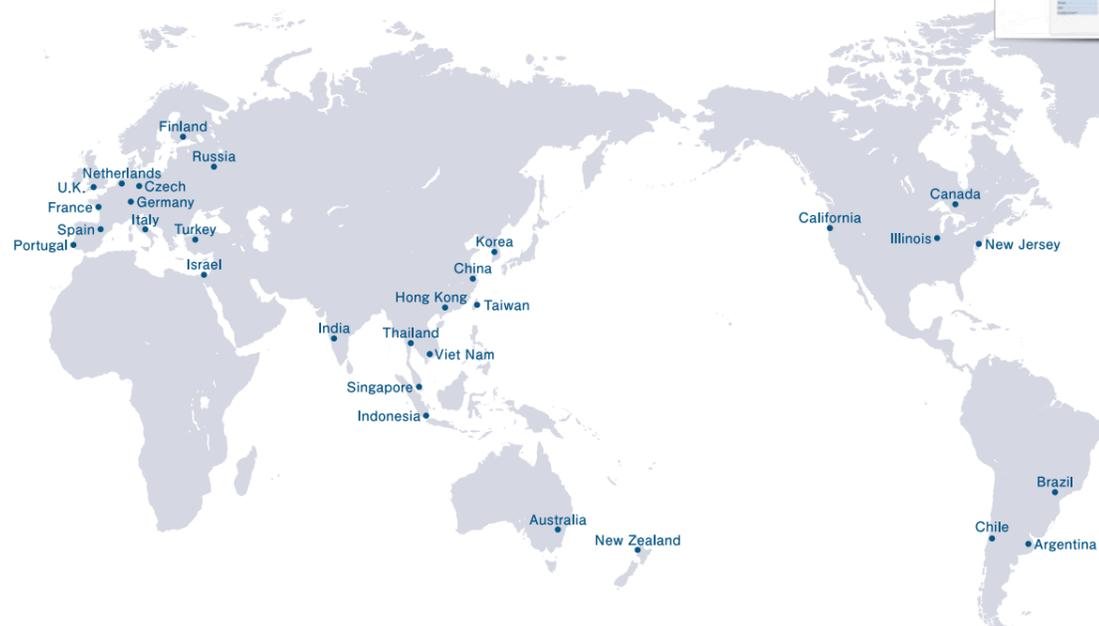 Finland
Russia
Netherlands
U.K.
Czech
Germany
France
Italy
Spain
Turkey
Portugal
Israel
Korea
China
Hong Kong
Taiwan
India
Thailand
Viet Nam
Singapore
Indonesia
Australia
New Zealand
Canada
California
Illinois
New Jersey
Brazil
Chile
Argentina